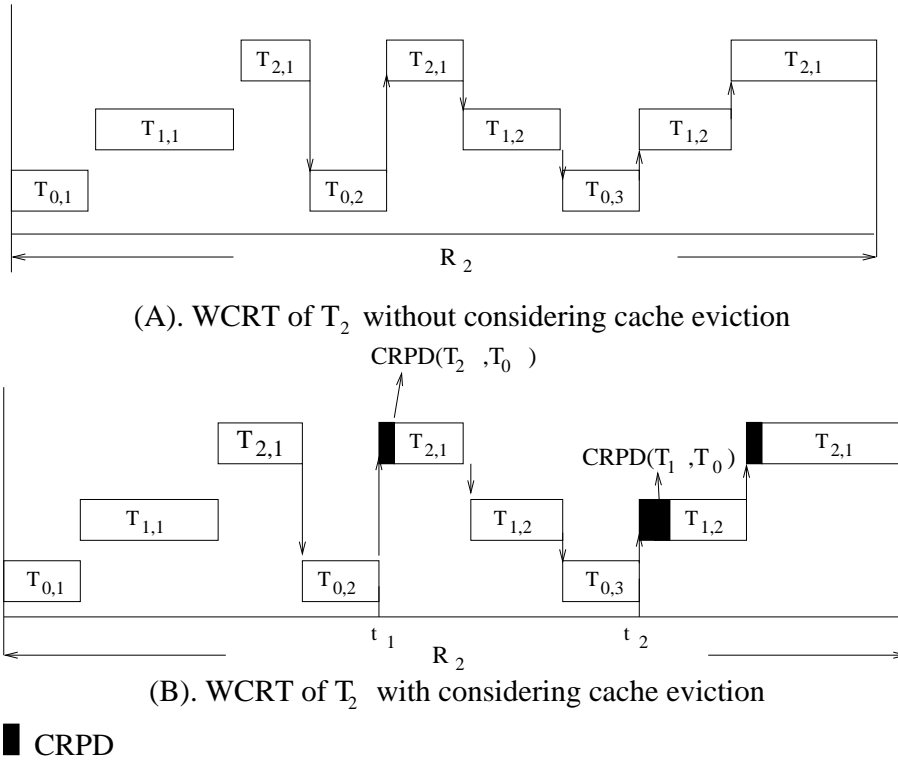 T2,1 T2,1 T2,1
T1,1 T1,2 T1,2
T0,1 T0,2 T0,3
R 2
(A). WCRT of T2 without considering cache eviction
CRPD(T2 ,T0 )
T2,1 T2,1 CRPD(T1 ,T0) T2,1
T1,1 T1,2 T1,2
T0,1 T0,2 T0,3
t 1 t 2
R 2
(B). WCRT of T2 with considering cache eviction
CRPD